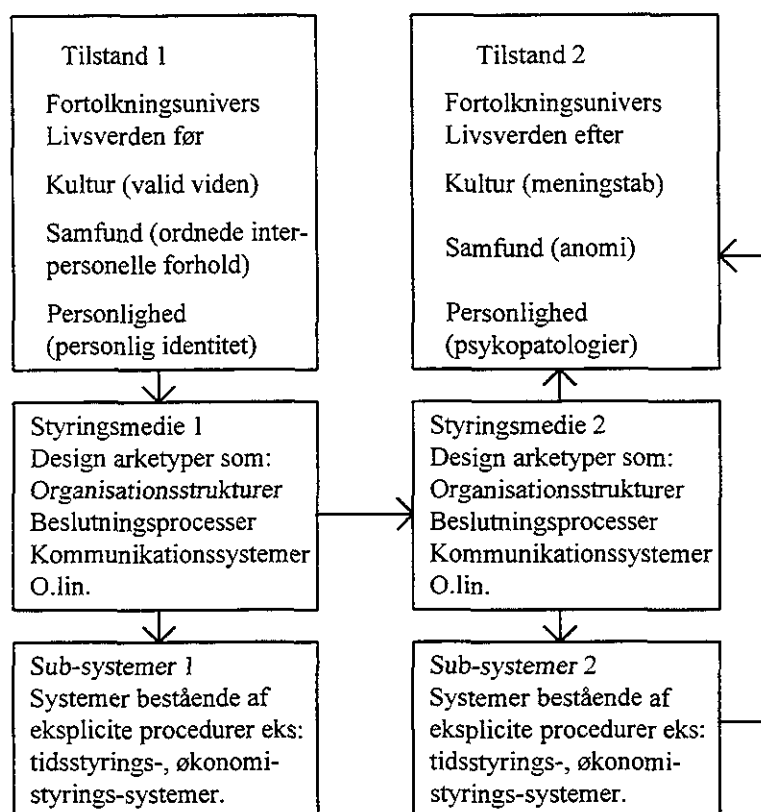 Tilstand 1
Fortolkningsunivers
Livsverden før
Kultur (valid viden)
Samfund (ordnede inter-
personelle forhold)
Personlighed
(personlig identitet)
Tilstand 2
Fortolkningsunivers
Livsverden efter
Kultur (meningstab)
Samfund (anomi)
Personlighed
(psykopatologier)
Styringsmedie 1
Design arketyper som:
Organisationsstrukturer
Beslutningsprocesser
Kommunikationssystemer
O.lin.
Styringsmedie 2
Design arketyper som:
Organisationsstrukturer
Beslutningsprocesser
Kommunikationssystemer
O.lin.
Sub-systemer 1
Systemer bestående af
eksplicite procedurer eks:
tidsstyrings-, økonomi-
styrings-systemer.
Sub-systemer 2
Systemer bestående af
eksplicite procedurer eks:
tidsstyrings-, økonomi-
styrings-systemer.